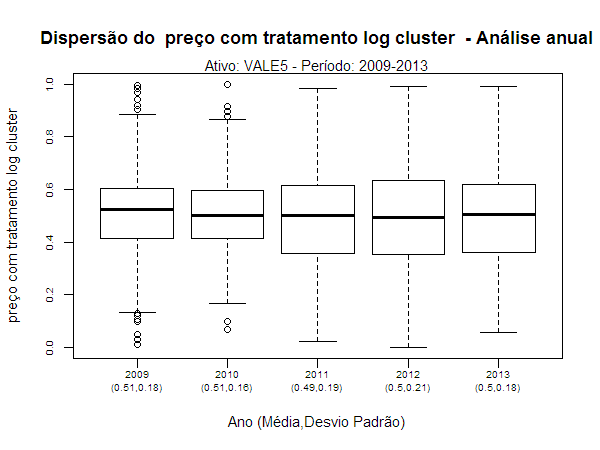 Dispersão do  preço com tratamento log cluster  - Análise anual
Ativo: VALE5 - Período: 2009-2013
preço com tratamento log cluster
1.0
0.8
0.6
0.4
0.2
0.0
2009 2010 2011 2012 2013
(0.51,0.18) (0.51,0.16) (0.49,0.19) (0.5,0.21) (0.5,0.18)
Ano (Média,Desvio Padrão)